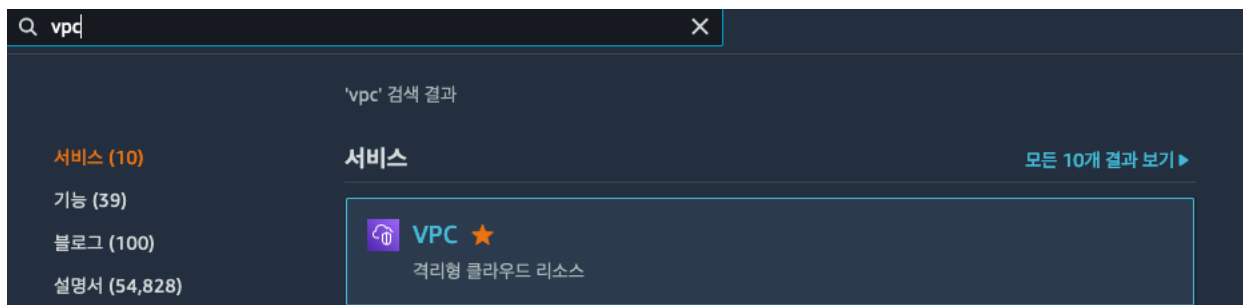 vpc
'vpc' 검색 결과
서비스 (10)
기능 (39)
블로그 (100)
설명서 (54,828)
서비스
모든 10개 결과 보기
VPC
격리형 클라우드 리소스